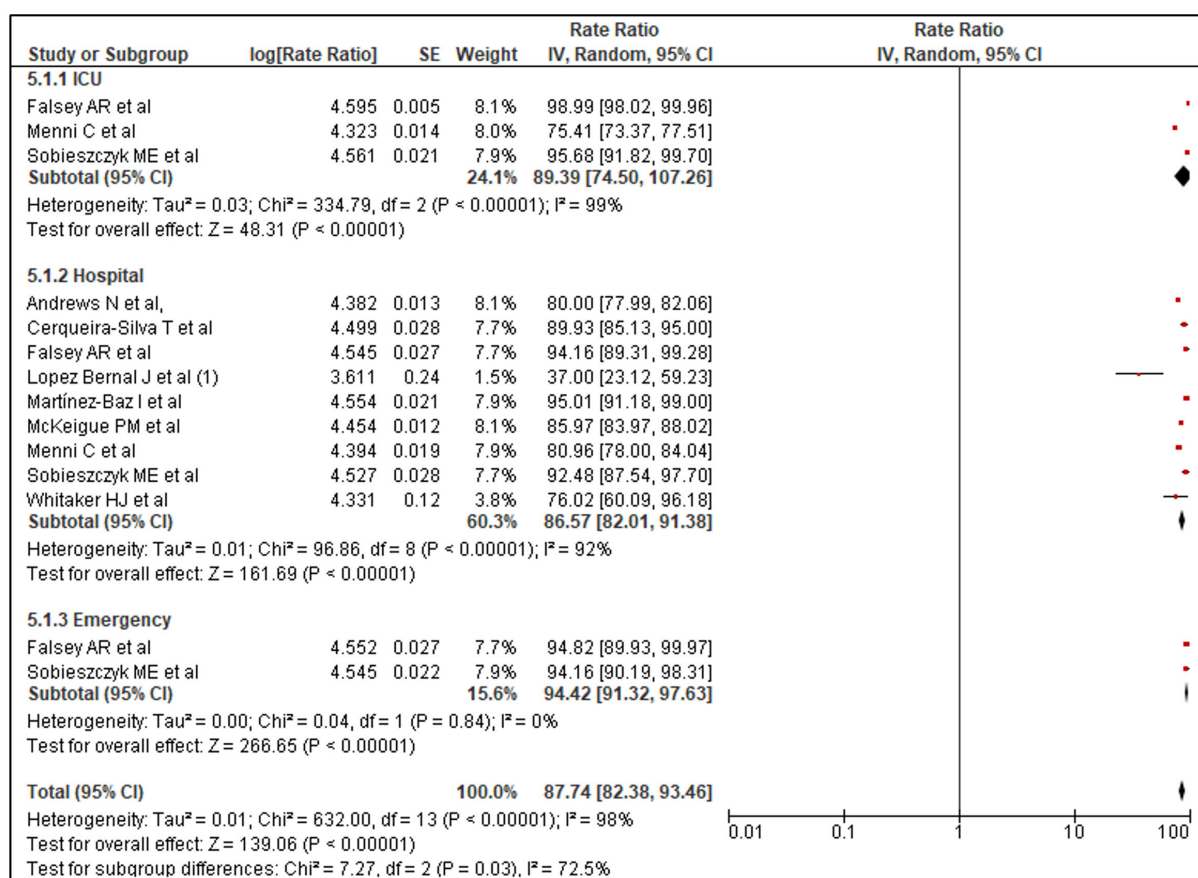 Rate Ratio Rate Ratio
Study or Subgroup log[Rate Ratio] SE Weight IV, Random, 95% CI IV, Random, 95% CI
5.1.1 ICU
Falsey AR et al 4.595 0.005 8.1% 98.99 [98.02, 99.96]
Menni C et al 4.323 0.014 8.0% 75.41 [73.37, 77.51]
Sobieszczyk ME et al 4.561 0.021 7.9% 95.68 [91.82, 99.70]
Subtotal (95% CI) 24.1% 89.39 [74.50, 107.26]
Heterogeneity: Tau² = 0.03; Chi² = 334.79, df = 2 (P < 0.00001); I² = 99%
Test for overall effect: Z = 48.31 (P < 0.00001)
5.1.2 Hospital
Andrews N et al, 4.382 0.013 8.1% 80.00 [77.99, 82.06]
Cerqueira-Silva T et al 4.499 0.028 7.7% 89.93 [85.13, 95.00]
Falsey AR et al 4.545 0.027 7.7% 94.16 [89.31, 99.28]
Lopez Bernal J et al (1) 3.611 0.24 1.5% 37.00 [23.12, 59.23]
Martínez-Baz I et al 4.554 0.021 7.9% 95.01 [91.18, 99.00]
McKeigue PM et al 4.454 0.012 8.1% 85.97 [83.97, 88.02]
Menni C et al 4.394 0.019 7.9% 80.96 [78.00, 84.04]
Sobieszczyk ME et al 4.527 0.028 7.7% 92.48 [87.54, 97.70]
Whitaker HJ et al 4.331 0.12 3.8% 76.02 [60.09, 96.18]
Subtotal (95% CI) 60.3% 86.57 [82.01, 91.38]
Heterogeneity: Tau² = 0.01; Chi² = 96.86, df = 8 (P < 0.00001); I² = 92%
Test for overall effect: Z = 161.69 (P < 0.00001)
5.1.3 Emergency
Falsey AR et al 4.552 0.027 7.7% 94.82 [89.93, 99.97]
Sobieszczyk ME et al 4.545 0.022 7.9% 94.16 [90.19, 98.31]
Subtotal (95% CI) 15.6% 94.42 [91.32, 97.63]
Heterogeneity: Tau² = 0.00; Chi² = 0.04, df = 1 (P = 0.84); I² = 0%
Test for overall effect: Z = 266.65 (P < 0.00001)
Total (95% CI) 100.0% 87.74 [82.38, 93.46]
Heterogeneity: Tau² = 0.01; Chi² = 632.00, df = 13 (P < 0.00001); I² = 98%
0.01 0.1 1 10 100
Test for overall effect: Z = 139.06 (P < 0.00001)
Test for subgroup differences: Chi² = 7.27, df = 2 (P = 0.03), I² = 72.5%